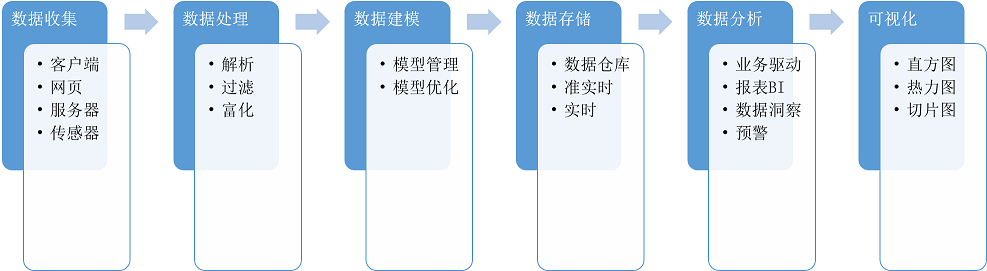 数据收集
• 客户端
• 网页
• 服务器
• 传感器
数据处理
• 解析
• 过滤
• 富化
数据建模
• 模型管理
• 模型优化
数据存储
• 数据仓库
• 准实时
• 实时
数据分析
• 业务驱动
• 报表BI
• 数据洞察
• 预警
可视化
• 直方图
• 热力图
• 切片图